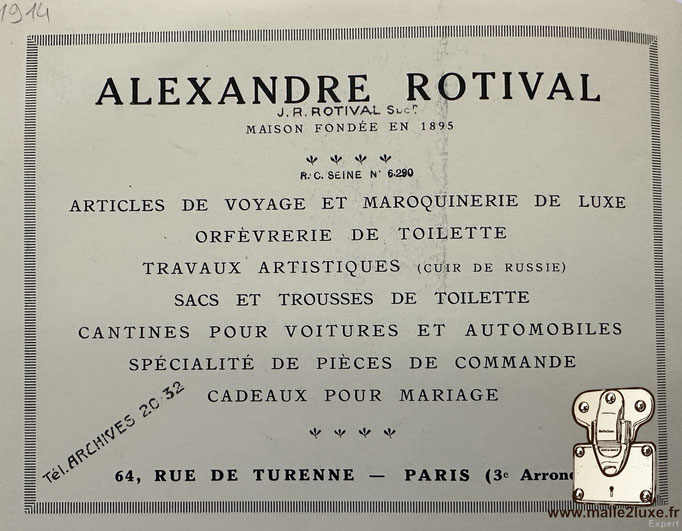 1914
ALEXANDRE ROTIVAL
J. R. ROTIVAL Succr
MAISON FONDÉE EN 1895
R.C. SEINE N° 6.290
ARTICLES DE VOYAGE ET MAROQUINERIE DE LUXE
ORFÈVRERIE DE TOILETTE
TRAVAUX ARTISTIQUES (CUIR DE RUSSIE)
SACS ET TROUSSES DE TOILETTE
CANTINES POUR VOITURES ET AUTOMOBILES
SPÉCIALITÉ DE PIÈCES DE COMMANDE
CADEAUX POUR MARIAGE
Tél. ARCHIVES 20-32
64, RUE DE TURENNE — PARIS (3e Arron
Malle2luxe
www.malle2luxe.fr
Expert